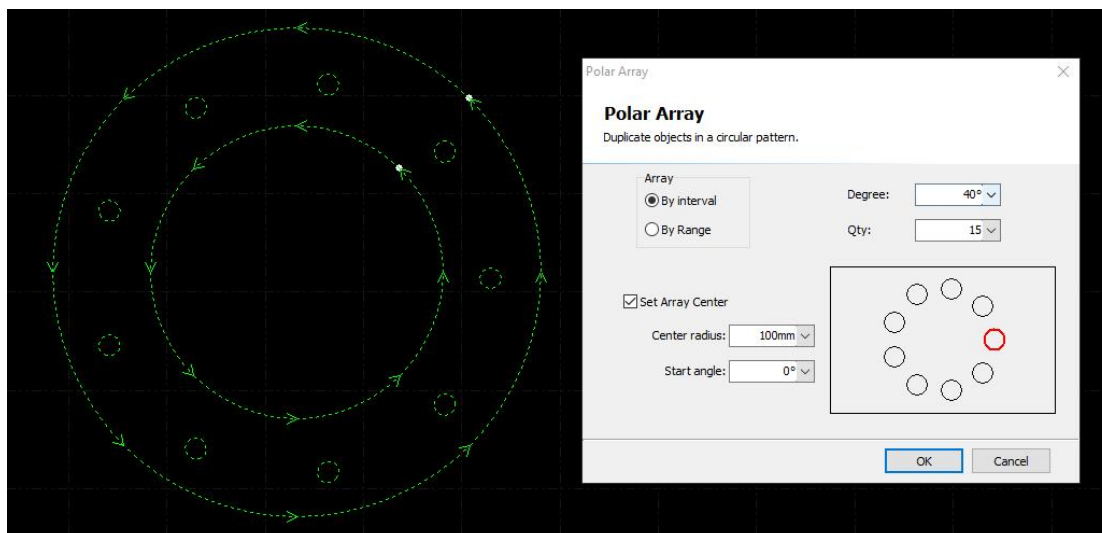 Polar Array
Polar Array
Duplicate objects in a circular pattern.
Array
By interval
By Range
Degree: 40°
Qty: 15
Set Array Center
Center radius: 100mm
Start angle: 0°
OK Cancel